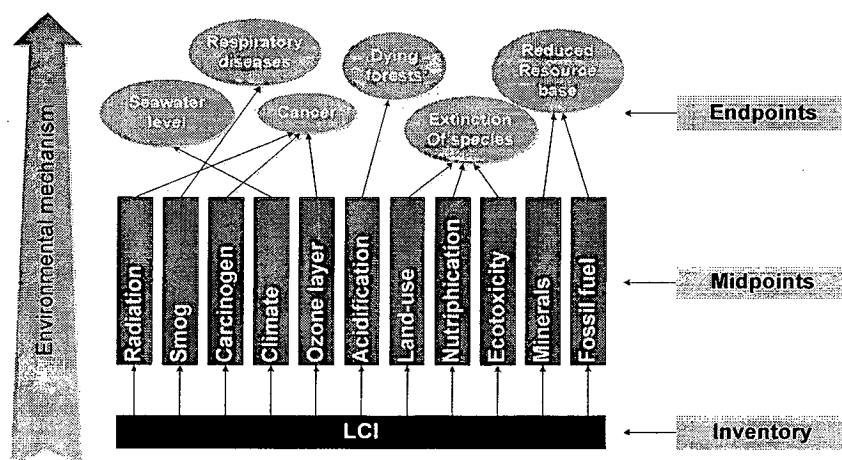 Respiratory
diseases
Dying
forests
Reduced
Resource
base
Seawater
level
Cancer
Extinction
Of species
Endpoints
Environmental mechanism
Radiation
Smog
Carcinogen
Climate
Ozone layer
Acidification
Land-use
Nutriphication
Ecotoxicity
Minerals
Fossil fuel
Midpoints
LCI
Inventory